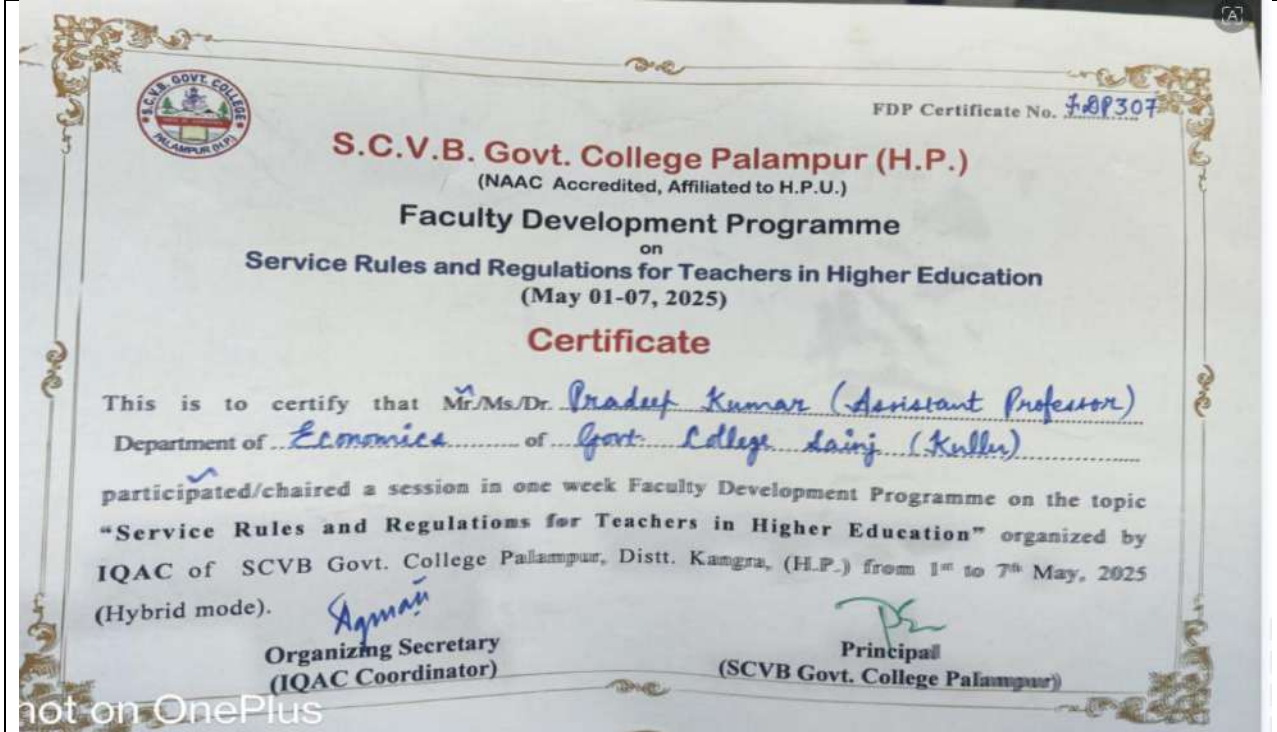 S.C.V.B. GOVT. COLLEGE
PALAMPUR (H.P.)
FDP Certificate No. FDP307
S.C.V.B. Govt. College Palampur (H.P.)
(NAAC Accredited, Affiliated to H.P.U.)
Faculty Development Programme
on
Service Rules and Regulations for Teachers in Higher Education
(May 01-07, 2025)
Certificate
This is to certify that Mr./Ms/Dr. Pradeep Kumar (Assistant Professor)
Department of Economics of Govt. College Sainj (Kullu)
participated/chaired a session in one week Faculty Development Programme on the topic
“Service Rules and Regulations for Teachers in Higher Education” organized by
IQAC of SCVB Govt. College Palampur, Distt. Kangra, (H.P.) from 1st to 7th May, 2025
(Hybrid mode).
Organizing Secretary
(IQAC Coordinator)
Principal
(SCVB Govt. College Palampur)
hot on OnePlus